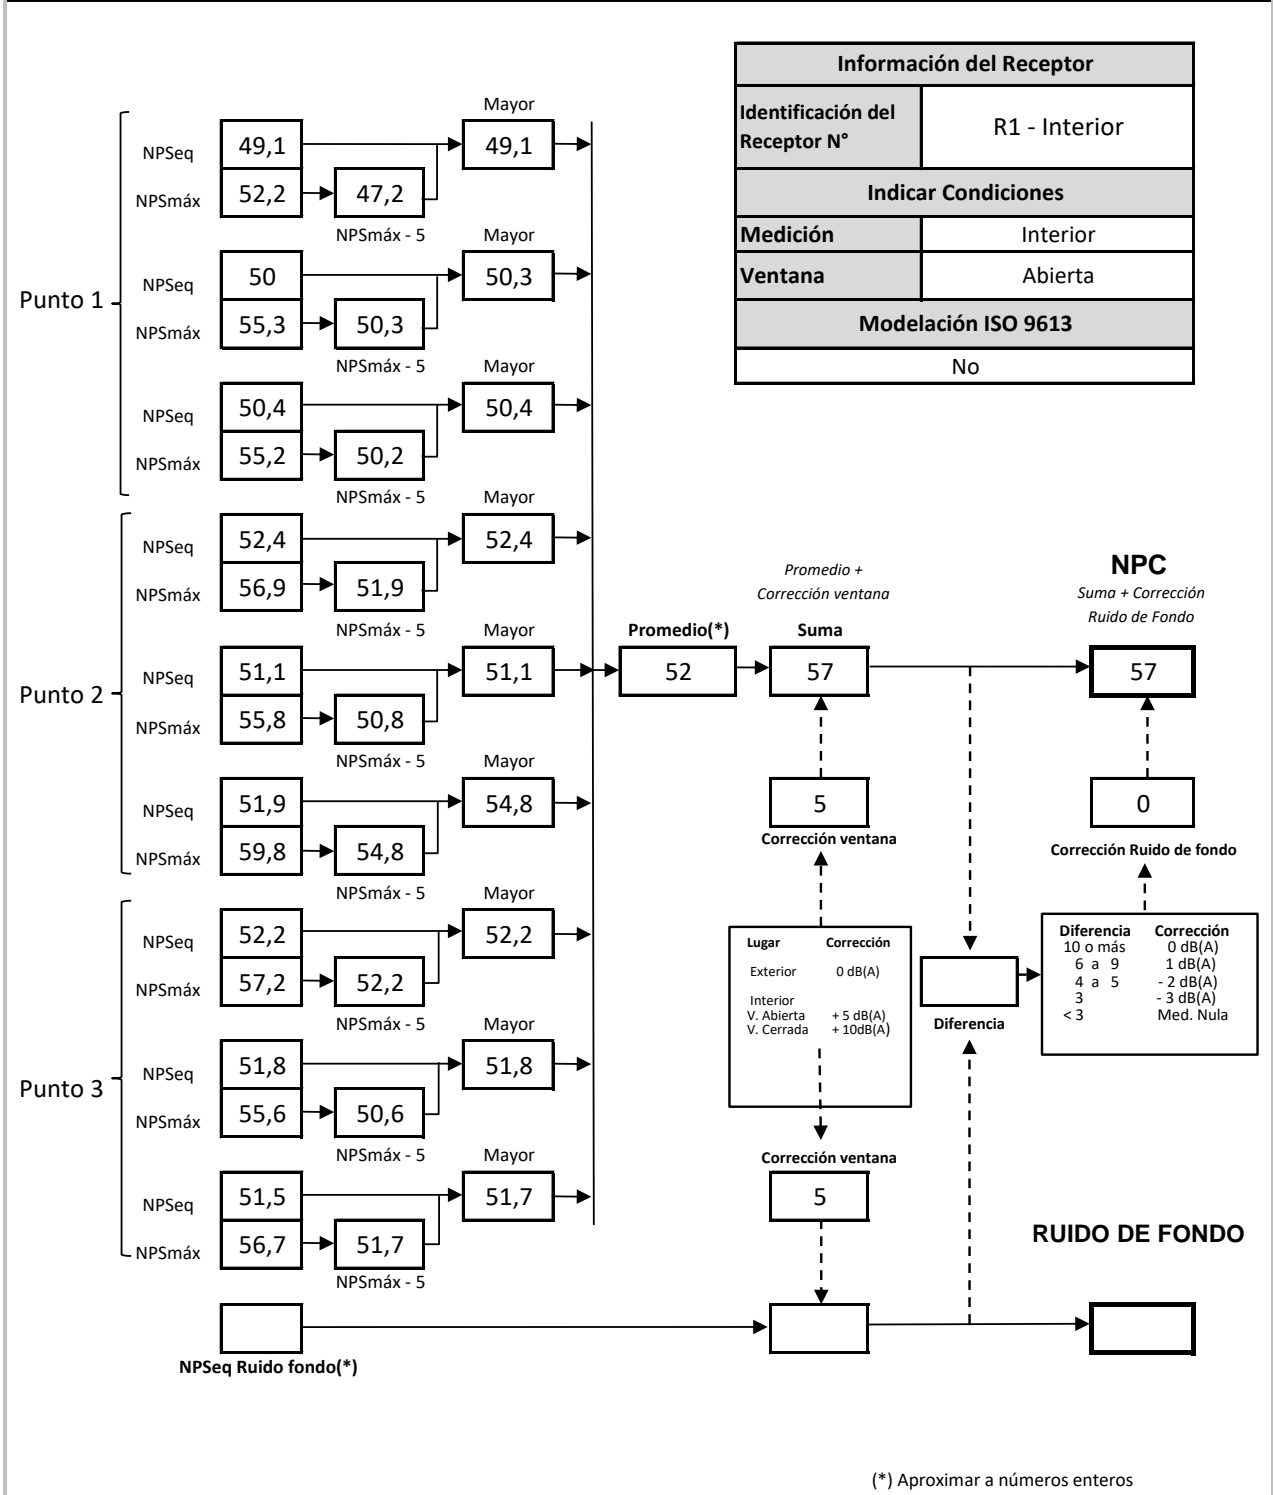 Información del Receptor
Identificación del Receptor N°
R1 - Interior
Indicar Condiciones
Medición
Interior
Ventana
Abierta
Modelación ISO 9613
No
Punto 1
Mayor
NPSeq
49,1
49,1
NPSmáx
52,2
47,2
NPSmáx - 5
Mayor
NPSeq
50
50,3
NPSmáx
55,3
50,3
NPSmáx - 5
Mayor
NPSeq
50,4
50,4
NPSmáx
55,2
50,2
NPSmáx - 5
Punto 2
Mayor
NPSeq
52,4
52,4
NPSmáx
56,9
51,9
NPSmáx - 5
Mayor
NPSeq
51,1
51,1
NPSmáx
55,8
50,8
NPSmáx - 5
Mayor
NPSeq
51,9
54,8
NPSmáx
59,8
54,8
NPSmáx - 5
Punto 3
Mayor
NPSeq
52,2
52,2
NPSmáx
57,2
52,2
NPSmáx - 5
Mayor
NPSeq
51,8
51,8
NPSmáx
55,6
50,6
NPSmáx - 5
Mayor
NPSeq
51,5
51,7
NPSmáx
56,7
51,7
NPSmáx - 5
NPSeq Ruido fondo(*)
Promedio(*)
52
Promedio +
Corrección ventana
Suma
57
5
Corrección ventana
Lugar Corrección
Exterior 0 dB(A)
Interior
V. Abierta + 5 dB(A)
V. Cerrada + 10dB(A)
Corrección ventana
5
Diferencia
NPC
Suma + Corrección
Ruido de Fondo
57
0
Corrección Ruido de fondo
Diferencia Corrección
10 o más 0 dB(A)
6 a 9 1 dB(A)
4 a 5 - 2 dB(A)
3 - 3 dB(A)
< 3 Med. Nula
RUIDO DE FONDO
(*) Aproximar a números enteros